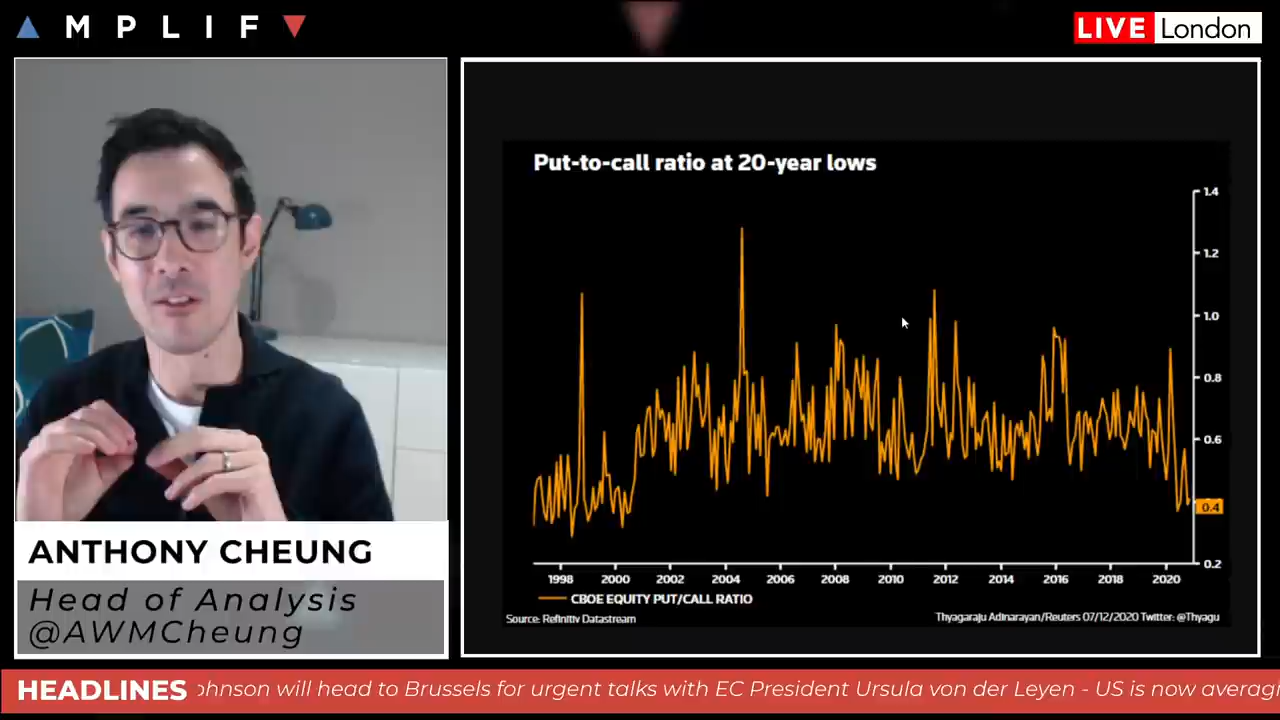 AMPLIFY
LIVE London
Put-to-call ratio at 20-year lows
1.4
1.2
1.0
0.8
0.6
0.4
0.2
1998 2000 2002 2004 2006 2008 2010 2012 2014 2016 2018 2020
CBOE EQUITY PUT/CALL RATIO
Source: Refinitiv Datastream
Thyagaraju Adinarayan/Reuters 07/12/2020 Twitter: @Thyagu
ANTHONY CHEUNG
Head of Analysis
@AWMCheung
HEADLINES ohnson will head to Brussels for urgent talks with EC President Ursula von der Leyen - US is now averagi